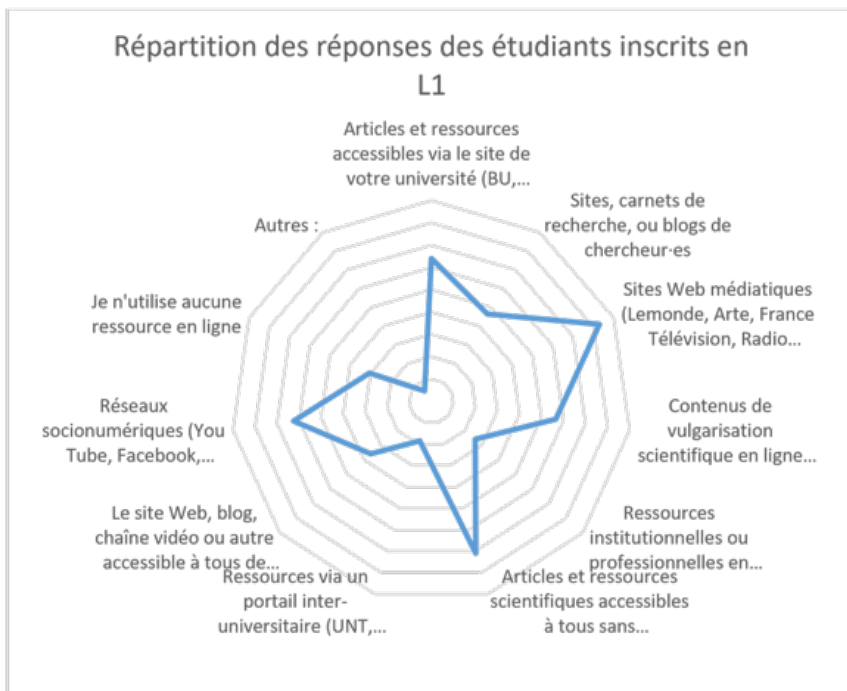 Répartition des réponses des étudiants inscrits en
L1
Articles et ressources
accessibles via le site de
votre université (BU,...
Sites, carnets de
recherche, ou blogs de
chercheur·es
Sites Web médiatiques
(Lemonde, Arte, France
Télévision, Radio...
Contenus de
vulgarisation
scientifique en ligne...
Ressources
institutionnelles ou
professionnelles en...
Articles et ressources
scientifiques accessibles
à tous sans...
Ressources via un
portail inter-
universitaire (UNT,...
Le site Web, blog,
chaîne vidéo ou autre
accessible à tous de...
Réseaux
socionumériques (You
Tube, Facebook,...
Je n'utilise aucune
ressource en ligne
Autres :